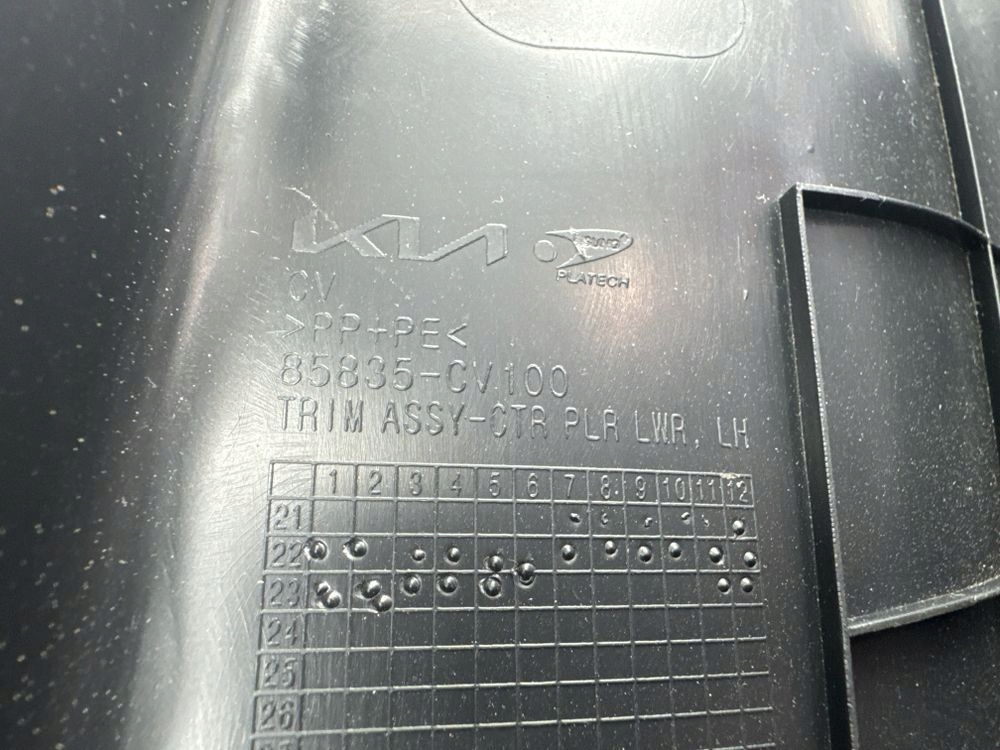 KIA SUNG PLATECH
CV
>PP+PE<
85835-CV100
TRIM ASSY-CTR PLR LWR, LH
1 2 3 4 5 6 7 8 9 10 11 12
21
22
23
24
25
26